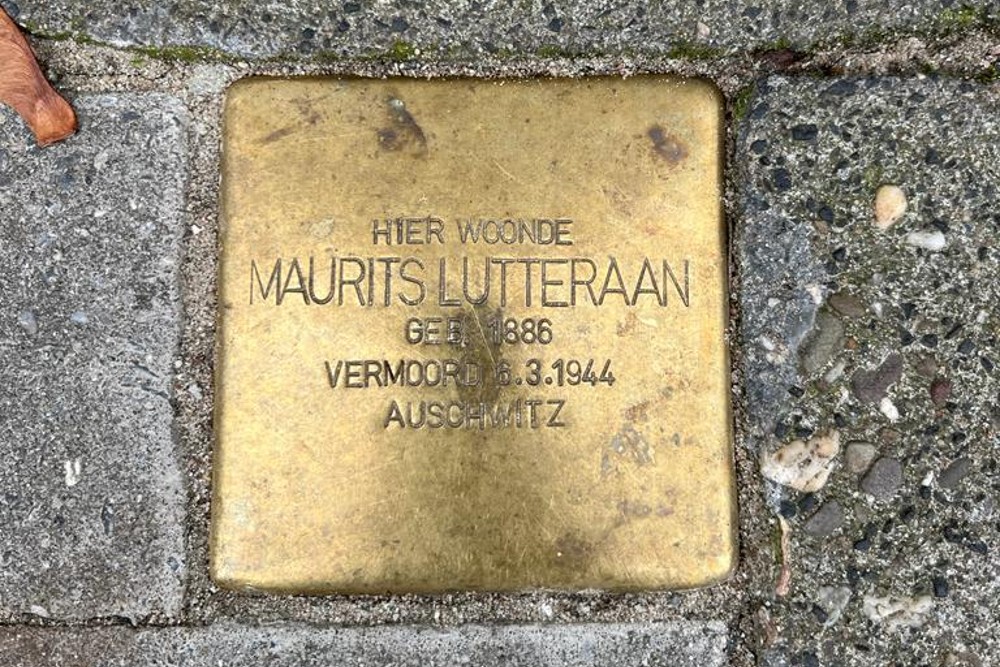 HIER WOONDE
MAURITS LUTTERAAN
GEB. 1886
VERMOORD 6.3.1944
AUSCHWITZ